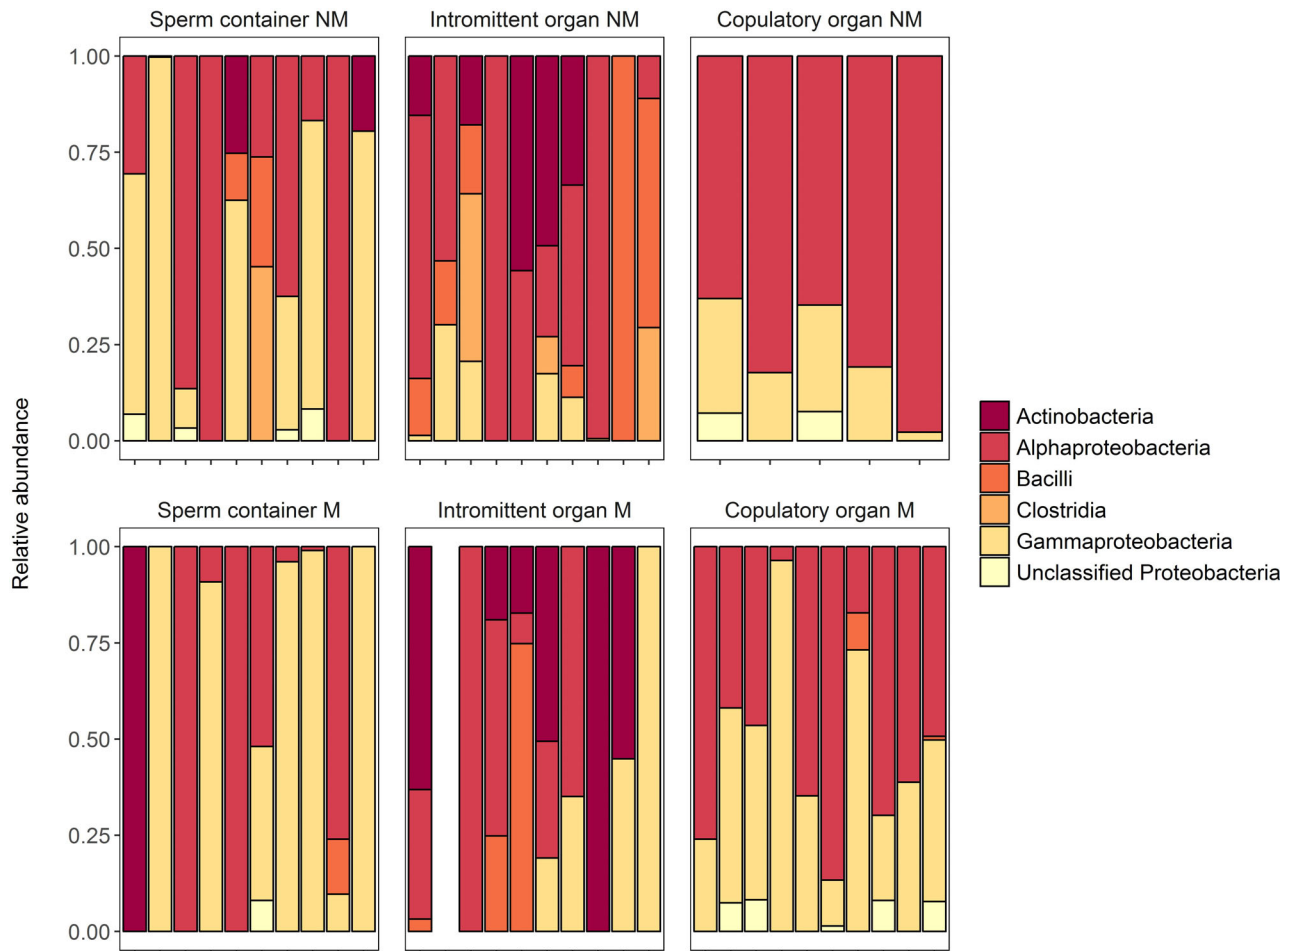 Sperm container NM
Intromittent organ NM
Copulatory organ NM
1.00
0.75
0.50
0.25
0.00
Relative abundance
Sperm container M
Intromittent organ M
Copulatory organ M
1.00
0.75
0.50
0.25
0.00
Actinobacteria
Alphaproteobacteria
Bacilli
Clostridia
Gammaproteobacteria
Unclassified Proteobacteria